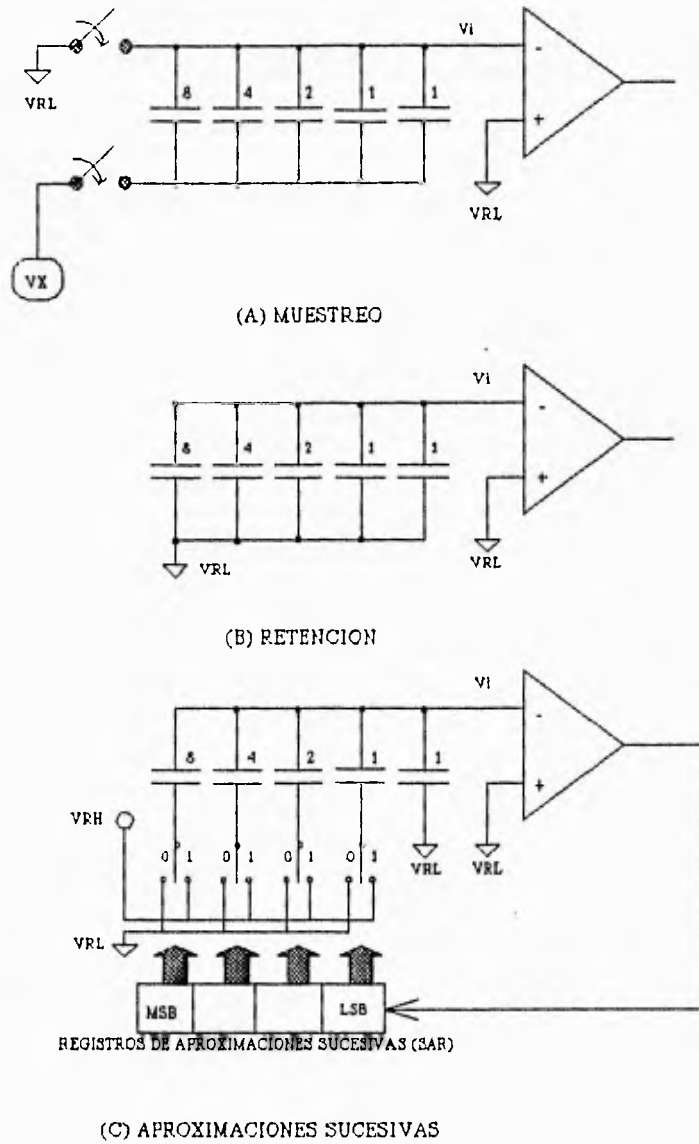 Vi
8 4 2 1 1
-
+
VRL
VRL
VX
(A) MUESTREO
Vi
8 4 2 1 1
-
+
VRL
VRL
(B) RETENCION
Vi
8 4 2 1 1
-
+
VRH
0 1 0 1 0 1 0 1
VRL VRL
VRL
MSB LSB
REGISTROS DE APROXIMACIONES SUCESIVAS (SAR)
(C) APROXIMACIONES SUCESIVAS